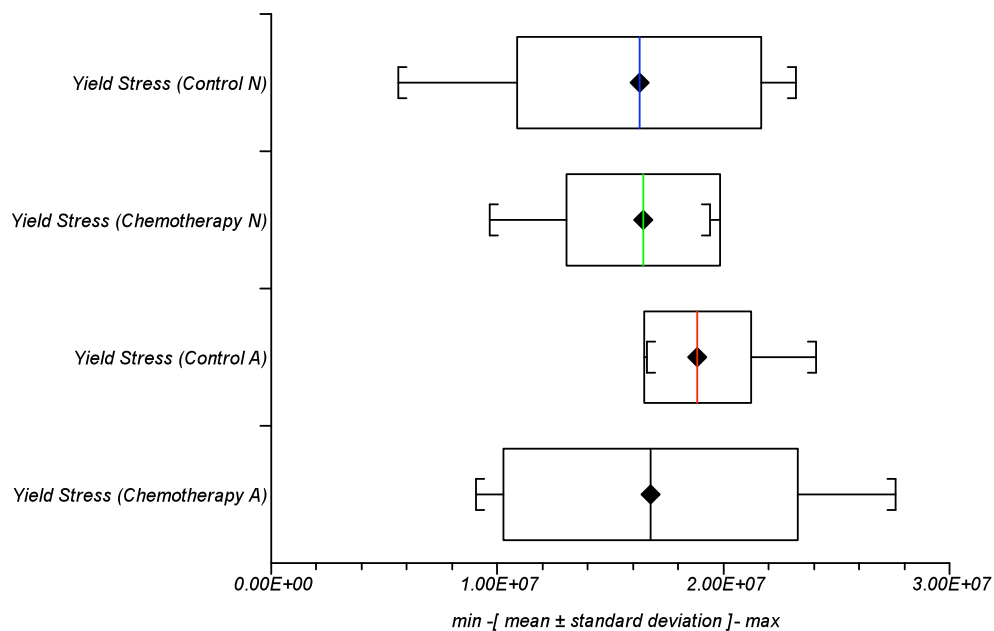 Yield Stress (Control N)
Yield Stress (Chemotherapy N)
Yield Stress (Control A)
Yield Stress (Chemotherapy A)
0.00E+00 1.00E+07 2.00E+07 3.00E+07
min -[ mean ± standard deviation ]- max